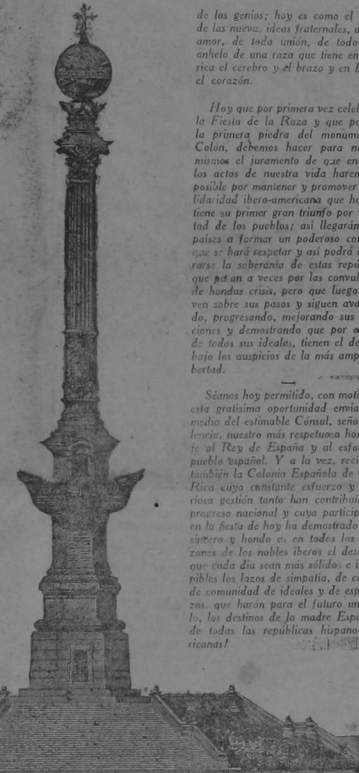 de los genios; hoy es como el
de las nuevas ideas fraternales, d
amor, de toda unión, de todo
anhelo de una raza que tiene en
rica el cerebro y el brazo y en
el corazón.
Hoy que por primera vez celeb
la Fiesta de la Raza y que po
la primera piedra del monume
Colón, debemos hacer para no
mismos el juramento de que en
los actos de nuestra vida harem
posible por mantener y promover
lidaridad ibero-americana que ho
tiene su primer gran triunfo por
tad de los pueblos; así llegarán
países a formar un poderoso con
que se hará respetar y así podrá
rarse la soberanía de estas repú
que pasan a veces por las convul
de hondas crisis, pero que luego
ven sobre sus pasos y siguen ava
do, progresando, mejorando sus
ciones y demostrando que por
de todos sus ideales, tienen el de
bajo los auspicios de la más amp
bertad.
Séanos hoy permitido, con moti
esta gratísima oportunidad envia
medio del estimable Cónsul, seño
lencia, nuestro más respetuoso ho
je al Rey de España y al esfor
pueblo español. Y a la vez, reci
también la Colonia Española de
Rica cuya constante esfuerzo y
riosa gestión tanto han contribui
progreso nacional y cuya particip
en la fiesta de hoy ha demostrado
sincero y hondo es en todos los
zones de los nobles iberos el des
que cada día sean más sólidos e i
pibles los lazos de simpatía, de c
de comunidad de ideales y de esp
zas, que harán para el futuro un
lo, los destinos de la madre Espa
de todas las repúblicas hispano
ricanas!